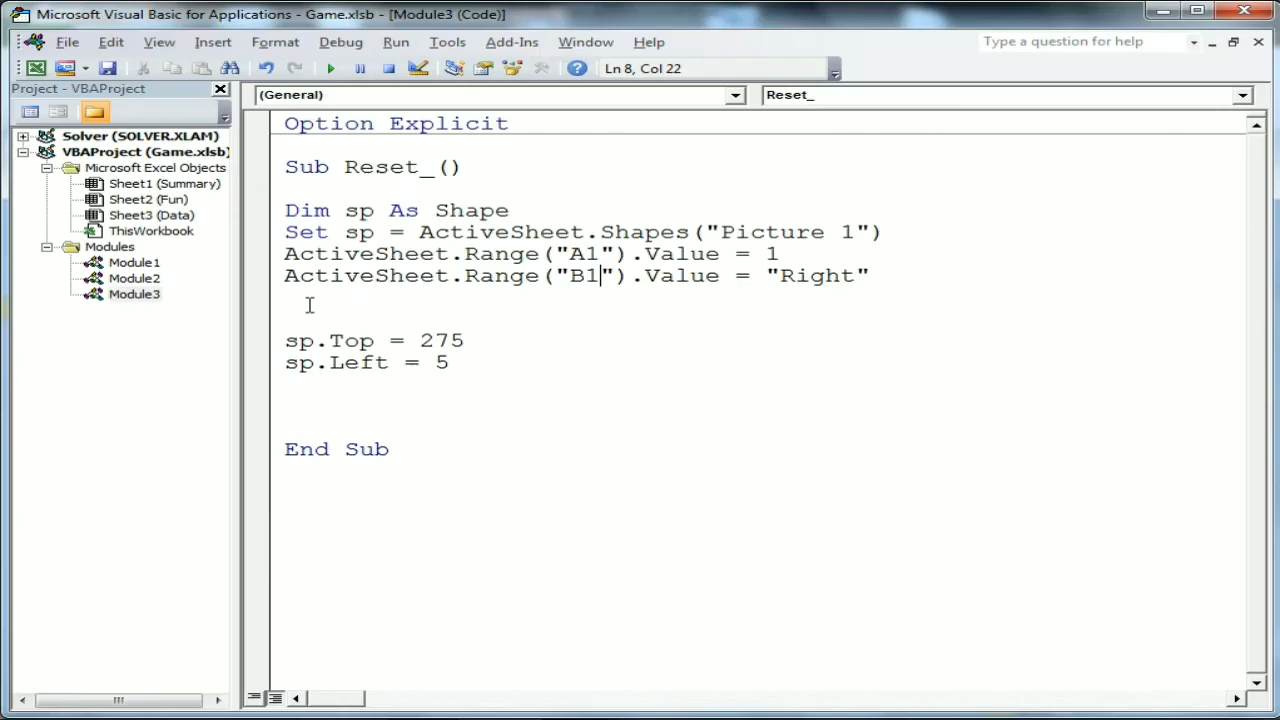 Microsoft Visual Basic for Applications - Game.xlsb - [Module3 (Code)]
File Edit View Insert Format Debug Run Tools Add-Ins Window Help
Type a question for help
Ln 8, Col 22
Project - VBAProject
(General)
Reset_
Solver (SOLVER.XLAM)
VBAProject (Game.xlsb)
Microsoft Excel Objects
Sheet1 (Summary)
Sheet2 (Fun)
Sheet3 (Data)
ThisWorkbook
Modules
Module1
Module2
Module3
Option Explicit
Sub Reset_()
Dim sp As Shape
Set sp = ActiveSheet.Shapes("Picture 1")
ActiveSheet.Range("A1").Value = 1
ActiveSheet.Range("B1").Value = "Right"
sp.Top = 275
sp.Left = 5
End Sub